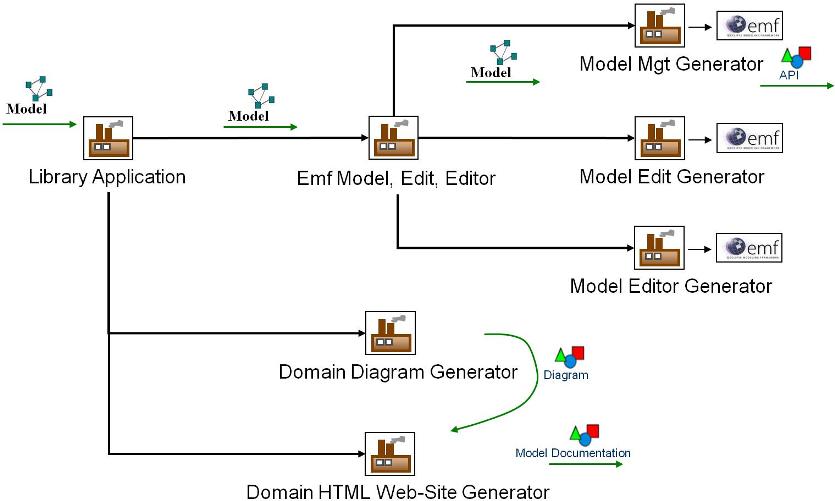 emf
Model
Model Mgt Generator
API
Model
Model
emf
Library Application
Emf Model, Edit, Editor
Model Edit Generator
emf
Model Editor Generator
Domain Diagram Generator
Diagram
Model Documentation
Domain HTML Web-Site Generator